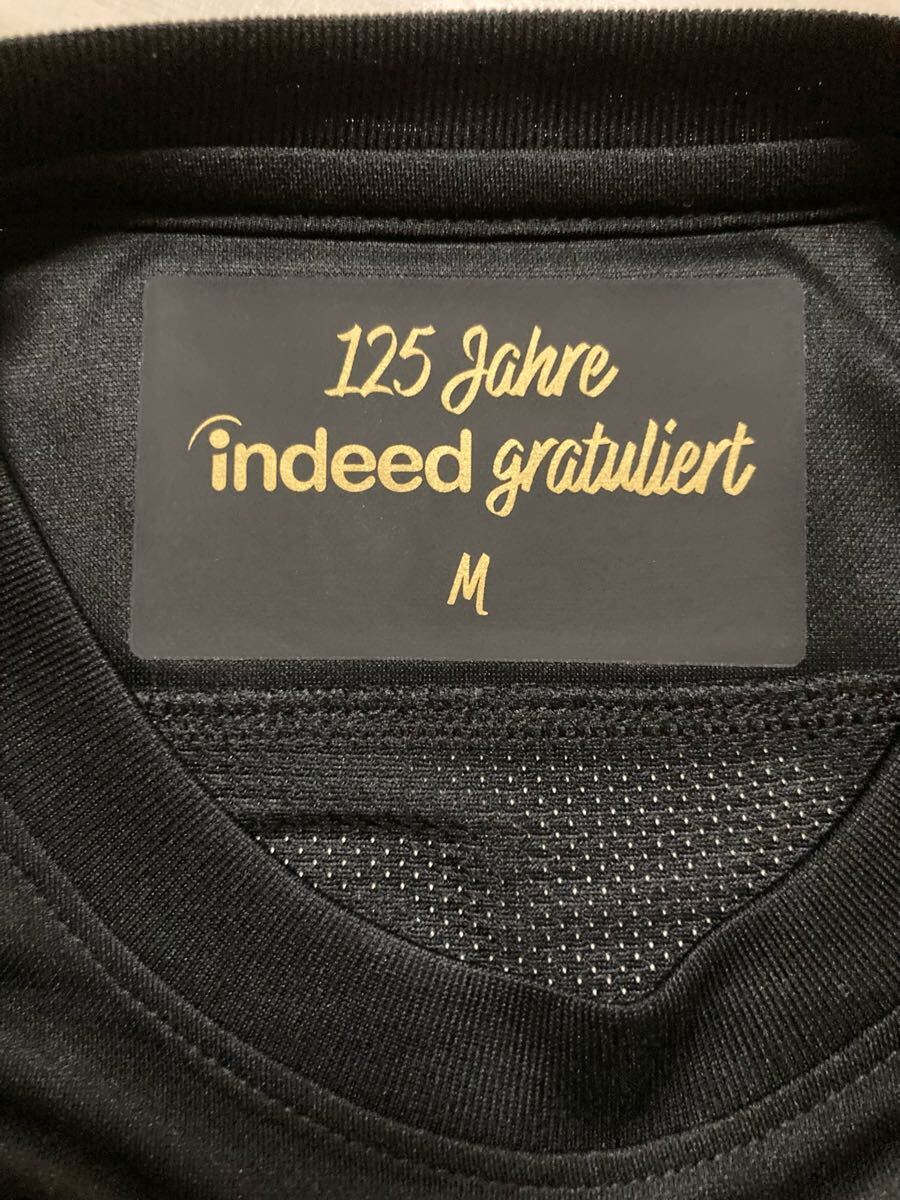 125 Jahre
indeed gratuliert
M